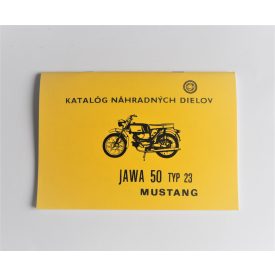 KATALÓG NÁHRADNÝCH DIELOV
JAWA 50 TYP 23
MUSTANG